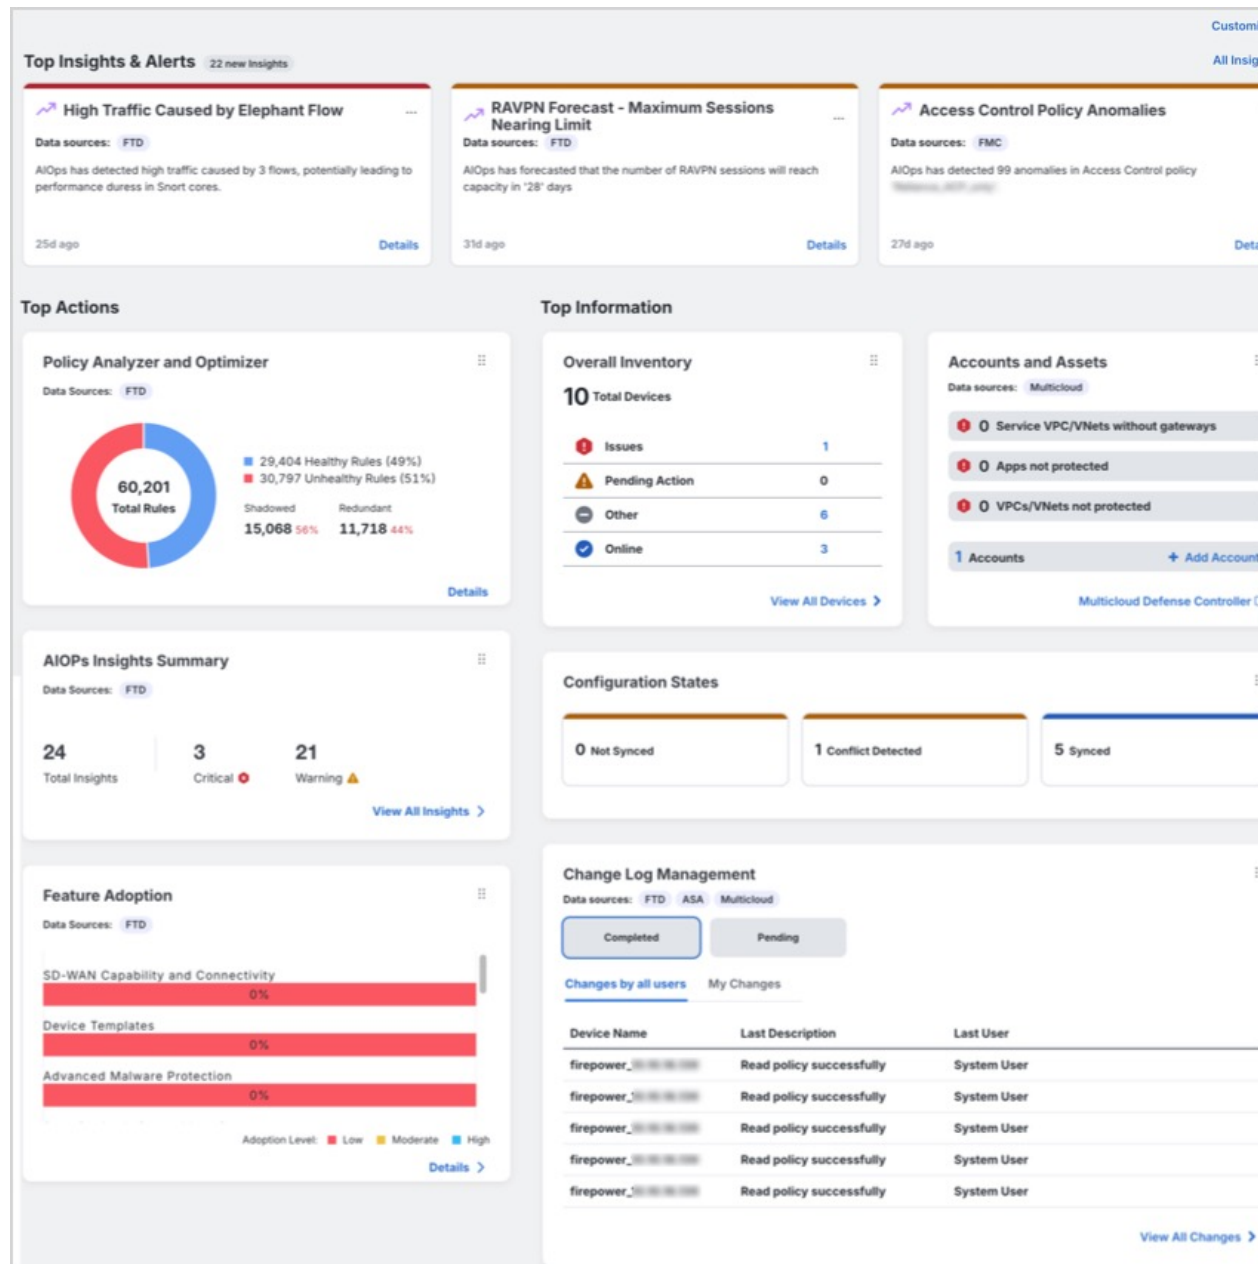 Customi
Top Insights & Alerts 22 new Insights
All Insig
High Traffic Caused by Elephant Flow
Data sources: FTD
AIOps has detected high traffic caused by 3 flows, potentially leading to
performance duress in Snort cores.
25d ago Details
RAVPN Forecast - Maximum Sessions
Nearing Limit
Data sources: FTD
AIOps has forecasted that the number of RAVPN sessions will reach
capacity in '28' days
31d ago Details
Access Control Policy Anomalies
Data sources: FMC
AIOps has detected 99 anomalies in Access Control policy
27d ago Deta
Top Actions
Policy Analyzer and Optimizer
Data Sources: FTD
60,201
Total Rules
29,404 Healthy Rules (49%)
30,797 Unhealthy Rules (51%)
Shadowed Redundant
15,068 56% 11,718 44%
Details
AIOPs Insights Summary
Data Sources: FTD
24 3 21
Total Insights Critical Warning
View All Insights
Feature Adoption
Data Sources: FTD
SD-WAN Capability and Connectivity
0%
Device Templates
0%
Advanced Malware Protection
0%
Adoption Level: Low Moderate High
Details
Top Information
Overall Inventory
10 Total Devices
Issues 1
Pending Action 0
Other 6
Online 3
View All Devices
Accounts and Assets
Data sources: Multicloud
0 Service VPC/VNets without gateways
0 Apps not protected
0 VPCs/VNets not protected
1 Accounts + Add Account
Multicloud Defense Controller
Configuration States
0 Not Synced
1 Conflict Detected
5 Synced
Change Log Management
Data sources: FTD ASA Multicloud
Completed Pending
Changes by all users My Changes
Device Name Last Description Last User
firepower_ Read policy successfully System User
firepower_ Read policy successfully System User
firepower_ Read policy successfully System User
firepower_ Read policy successfully System User
firepower_ Read policy successfully System User
View All Changes